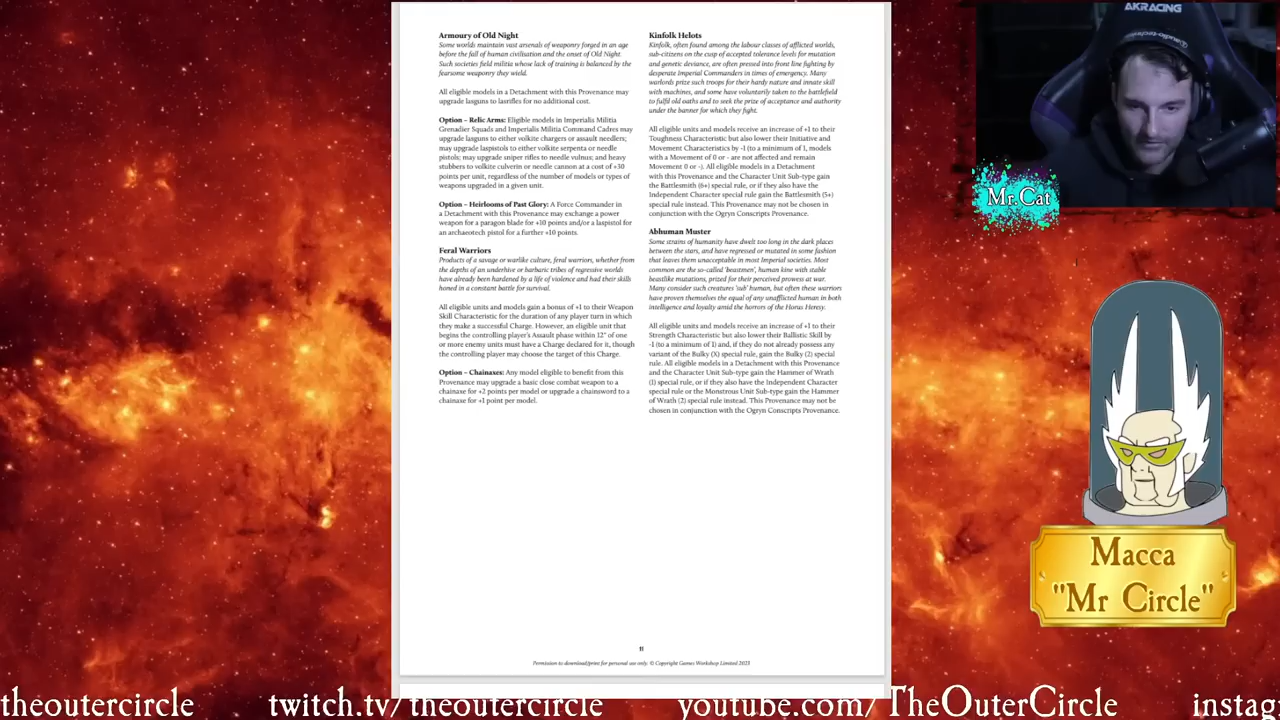 Armoury of Old Night
Some worlds maintain vast arsenals of weaponry forged in an age
before the fall of human civilisation and the onset of Old Night.
Such societies field militia whose lack of training is balanced by the
fearsome weaponry they wield.
All eligible models in a Detachment with this Provenance may
upgrade lasguns to lasrifles for no additional cost.
Option – Relic Arms: Eligible models in Imperialis Militia
Grenadier Squads and Imperialis Militia Command Cadres may
upgrade lasguns to either volkite chargers or assault needlers;
may upgrade laspistols to either volkite serpenta or needle
pistols; may upgrade sniper rifles to needle vulnus; and heavy
stubbers to volkite culverin or needle cannon at a cost of +30
points per unit, regardless of the number of models or types of
weapons upgraded in a given unit.
Option – Heirlooms of Past Glory: A Force Commander in
a Detachment with this Provenance may exchange a power
weapon for a paragon blade for +10 points and/or a laspistol for
an archaeotech pistol for a further +10 points.
Feral Warriors
Products of a savage or warlike culture, feral warriors, whether from
the depths of an underhive or barbaric tribes of regressive worlds
have already been hardened by a life of violence and had their skills
honed in a constant battle for survival.
All eligible units and models gain a bonus of +1 to their Weapon
Skill Characteristic for the duration of any player turn in which
they make a successful Charge. However, an eligible unit that
begins the controlling player's Assault phase within 12" of one
or more enemy units must have a Charge declared for it, though
the controlling player may choose the target of this Charge.
Option – Chainaxes: Any model eligible to benefit from this
Provenance may upgrade a basic close combat weapon to a
chainaxe for +2 points per model or upgrade a chainsword to a
chainaxe for +1 point per model.
Kinfolk Helots
Kinfolk, often found among the labour classes of afflicted worlds,
sub-citizens on the cusp of accepted tolerance levels for mutation
and genetic deviance, are often pressed into front line fighting by
desperate Imperial Commanders in times of emergency. Many
warlords prize such troops for their hardy nature and innate skill
with machines, and some have voluntarily taken to the battlefield
to fulfil old oaths and to seek the prize of acceptance and authority
under the banner for which they fight.
All eligible units and models receive an increase of +1 to their
Toughness Characteristic but also lower their Initiative and
Movement Characteristics by -1 (to a minimum of 1, models
with a Movement of 0 or - are not affected and remain
Movement 0 or -). All eligible models in a Detachment
with this Provenance and the Character Unit Sub-type gain
the Battlesmith (6+) special rule, or if they also have the
Independent Character special rule gain the Battlesmith (5+)
special rule instead. This Provenance may not be chosen in
conjunction with the Ogryn Conscripts Provenance.
Abhuman Muster
Some strains of humanity have dwelt too long in the dark places
between the stars, and have regressed or mutated in some fashion
that leaves them unacceptable in most Imperial societies. Most
common are the so-called 'beastmen', human kine with stable
beastlike mutations, prized for their perceived prowess at war.
Many consider such creatures 'sub' human, but often these warriors
have proven themselves the equal of any unafflicted human in both
intelligence and loyalty amid the horrors of the Horus Heresy.
All eligible units and models receive an increase of +1 to their
Strength Characteristic but also lower their Ballistic Skill by
-1 (to a minimum of 1) and, if they do not already possess any
variant of the Bulky (X) special rule, gain the Bulky (2) special
rule. All eligible models in a Detachment with this Provenance
and the Character Unit Sub-type gain the Hammer of Wrath
(1) special rule, or if they also have the Independent Character
special rule or the Monstrous Unit Sub-type gain the Hammer
of Wrath (2) special rule instead. This Provenance may not be
chosen in conjunction with the Ogryn Conscripts Provenance.
11
Permission to download/print for personal use only. © Copyright Games Workshop Limited 2023
AKRACING
Mr.Cat
Macca
"Mr Circle"
theoutercircle twitch.tv/theoutercircle youtube.com/TheOuterCircle instag